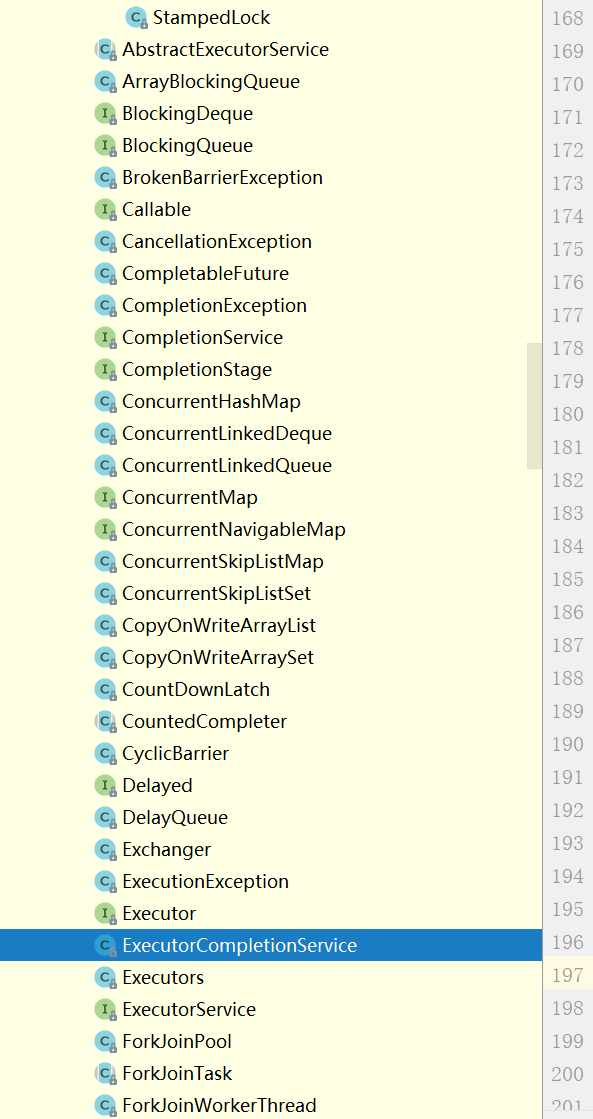 StampedLock
AbstractExecutorService
ArrayBlockingQueue
BlockingDeque
BlockingQueue
BrokenBarrierException
Callable
CancellationException
CompletableFuture
CompletionException
CompletionService
CompletionStage
ConcurrentHashMap
ConcurrentLinkedDeque
ConcurrentLinkedQueue
ConcurrentMap
ConcurrentNavigableMap
ConcurrentSkipListMap
ConcurrentSkipListSet
CopyOnWriteArrayList
CopyOnWriteArraySet
CountDownLatch
CountedCompleter
CyclicBarrier
Delayed
DelayQueue
Exchanger
ExecutionException
Executor
ExecutorCompletionService
Executors
ExecutorService
ForkJoinPool
ForkJoinTask
ForkJoinWorkerThread
168
169
170
171
172
173
174
175
176
177
178
179
180
181
182
183
184
185
186
187
188
189
190
191
192
193
194
195
196
197
198
199
200
201